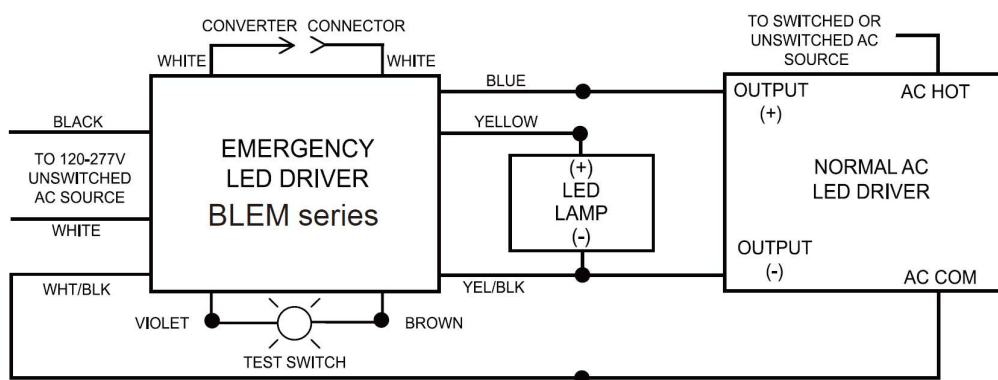 CONVERTER
CONNECTOR
WHITE
WHITE
TO SWITCHED OR
UNSWITCHED AC
SOURCE
BLUE
OUTPUT
(+)
AC HOT
BLACK
YELLOW
TO 120-277V
UNSWITCHED
AC SOURCE
EMERGENCY
LED DRIVER
BLEM series
(+)
LED
LAMP
(-)
NORMAL AC
LED DRIVER
WHITE
OUTPUT
(-)
WHT/BLK
YEL/BLK
AC COM
VIOLET
BROWN
TEST SWITCH